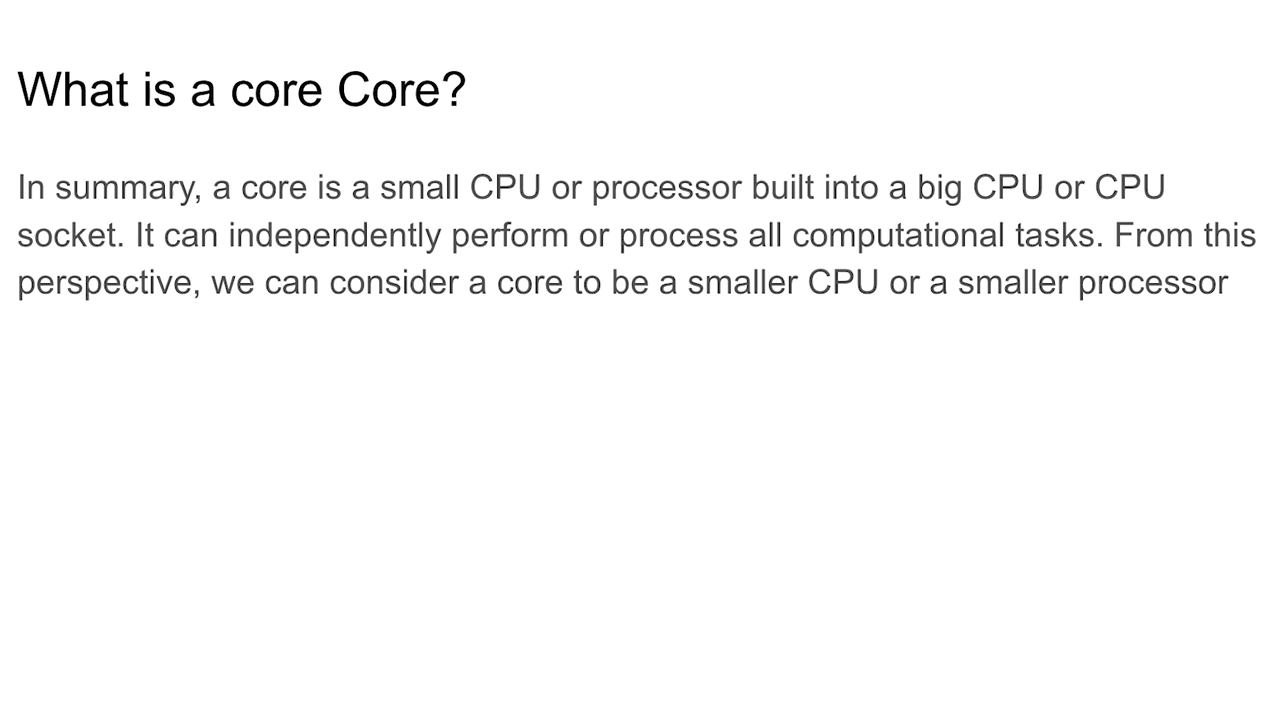 What is a core Core?
In summary, a core is a small CPU or processor built into a big CPU or CPU
socket. It can independently perform or process all computational tasks. From this
perspective, we can consider a core to be a smaller CPU or a smaller processor